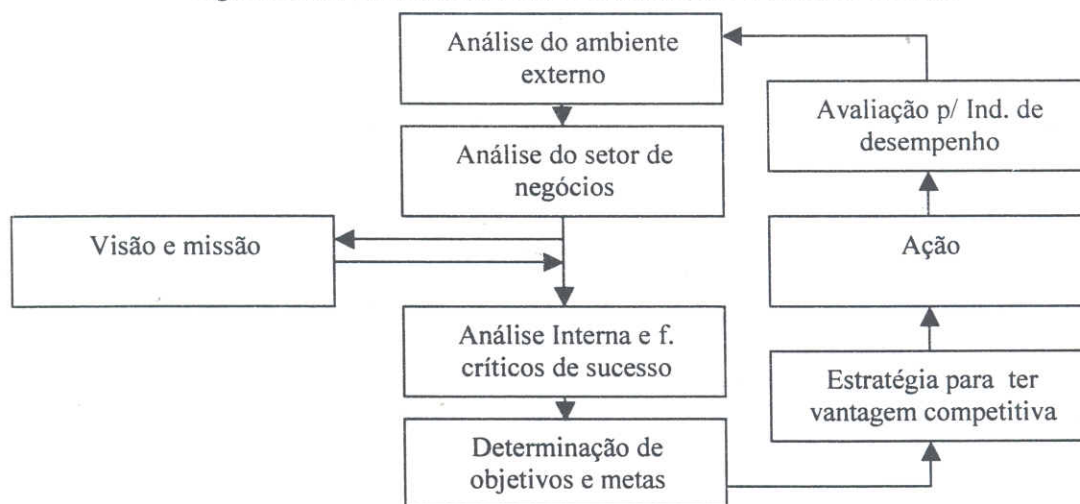 Análise do ambiente
externo
Avaliação p/ Ind. de
desempenho
Análise do setor de
negócios
Visão e missão
Ação
Análise Interna e f.
críticos de sucesso
Estratégia para ter
vantagem competitiva
Determinação de
objetivos e metas